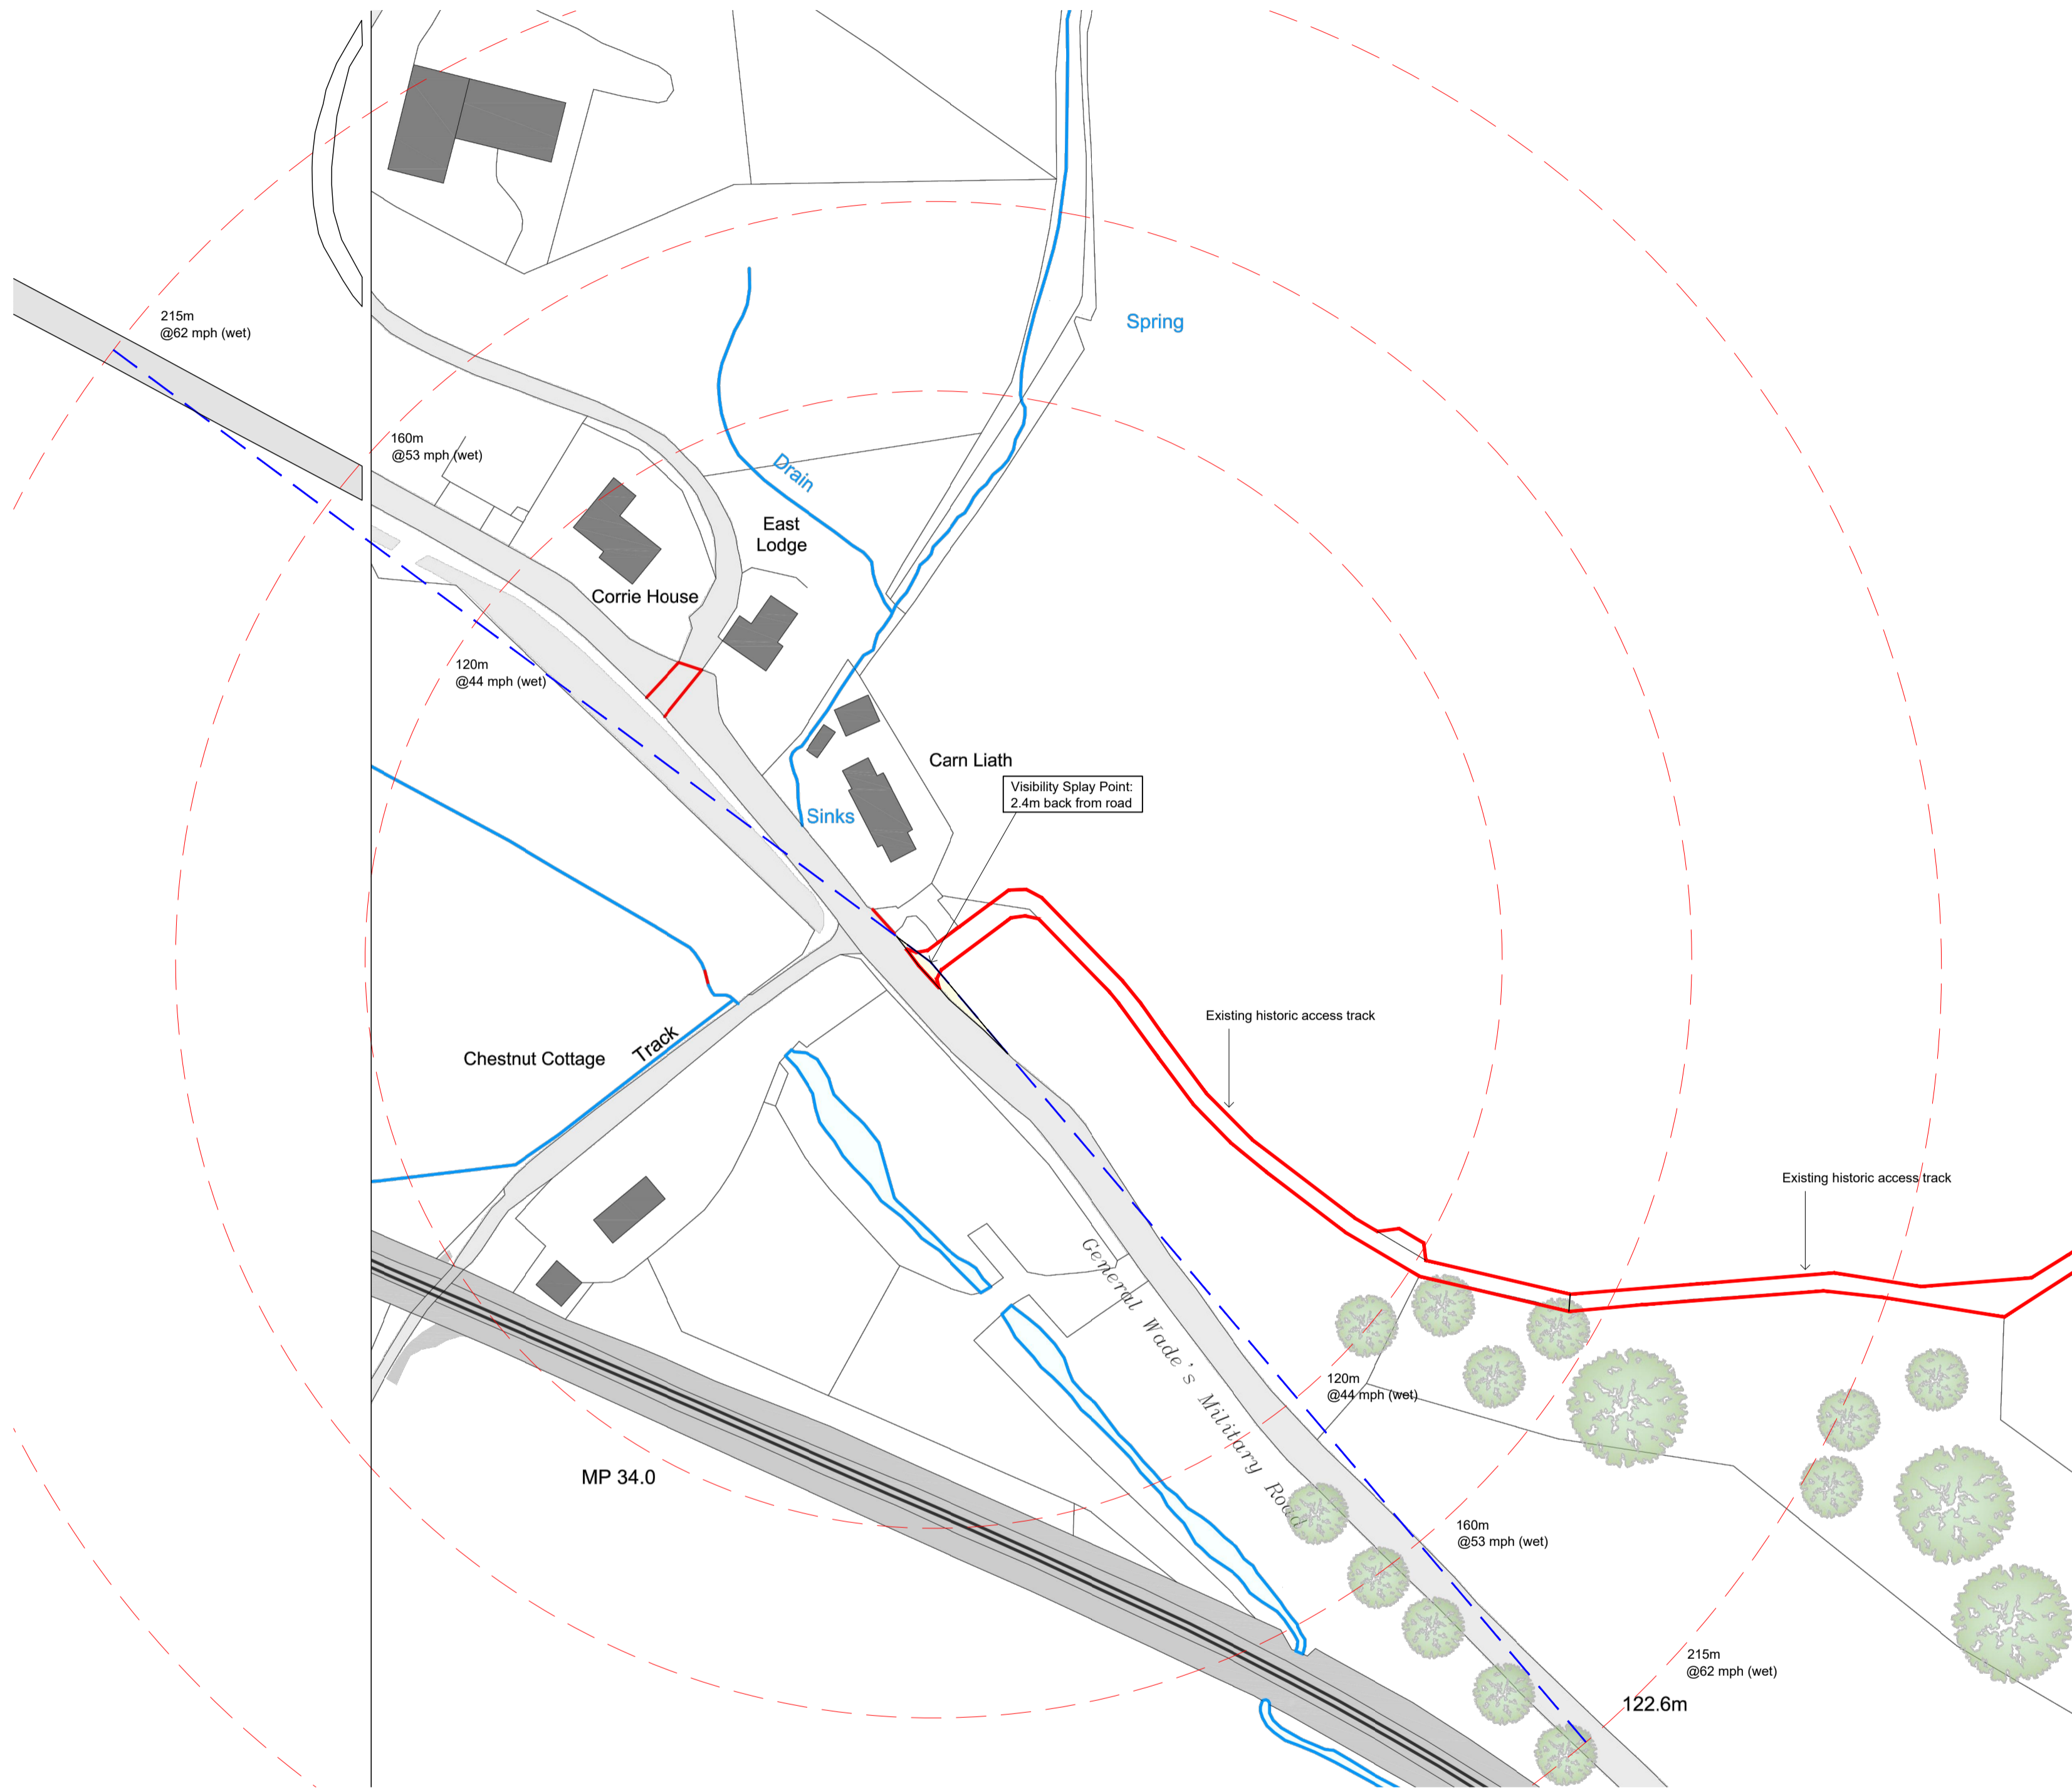 215m
@62 mph (wet)
Spring
160m
@53 mph (wet)
Drain
East
Lodge
Corrie House
120m
@44 mph (wet)
Carn Liath
Visibility Splay Point:
2.4m back from road
Sinks
Existing historic access track
Chestnut Cottage
Track
Existing historic access track
General Wade's Military Road
120m
@44 mph (wet)
MP 34.0
160m
@53 mph (wet)
215m
@62 mph (wet)
122.6m